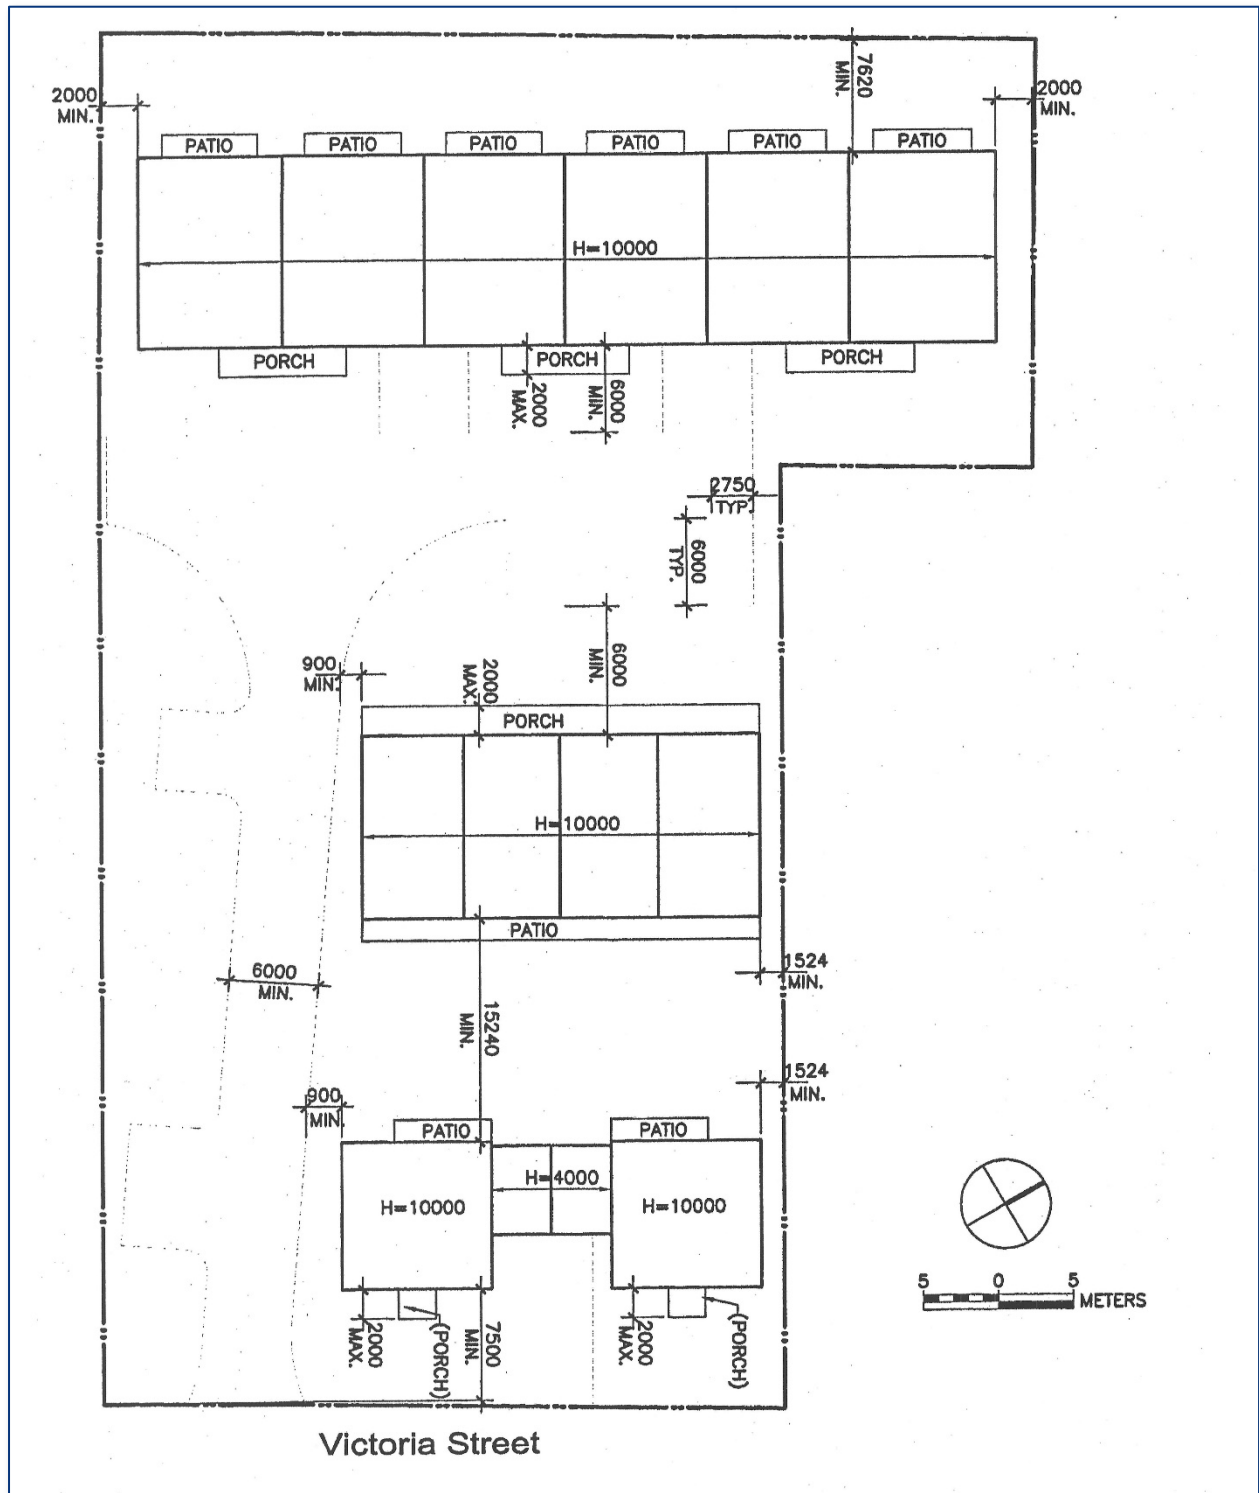 7620
MIN.
2000
MIN.
2000
MIN.
PATIO
PATIO
PATIO
PATIO
PATIO
PATIO
H=10000
PORCH
PORCH
PORCH
2000
MAX.
6000
MIN.
2750
TYP.
6000
TYP.
6000
MIN.
900
MIN.
2000
MAX.
PORCH
H=10000
PATIO
1524
MIN.
6000
MIN.
15240
MIN.
1524
MIN.
900
MIN.
PATIO
PATIO
H=4000
H=10000
H=10000
2000
MAX.
(PORCH)
7500
MIN.
2000
MAX.
(PORCH)
5 0 5
METERS
Victoria Street